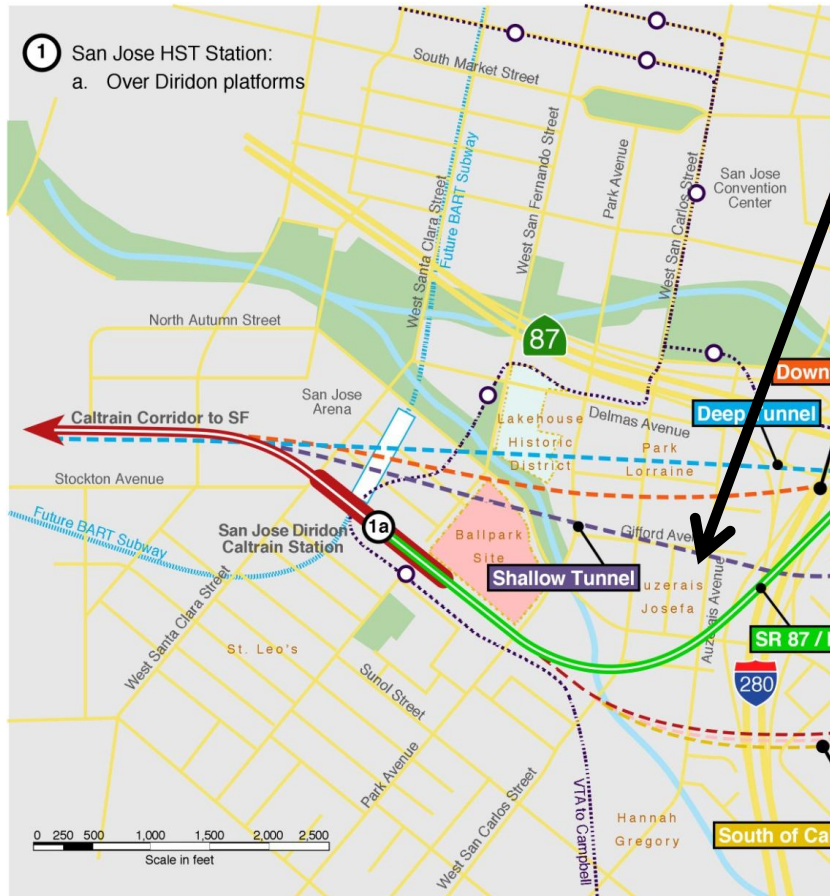 1 San Jose HST Station:
a. Over Diridon platforms
South Market Street
West Santa Clara Street
Future BART Subway
West San Fernando Street
Park Avenue
West San Carlos Street
San Jose
Convention
Center
North Autumn Street
87
San Jose
Arena
Caltrain Corridor to SF
Lakehouse
Historic
District
Delmas Avenue
Down
Deep Tunnel
Park
Lorraine
Stockton Avenue
Future BART Subway
San Jose Diridon
Caltrain Station
1a
Ballpark
Site
Gifford
Shallow Tunnel
Josefa
Auzerais Avenue
SR 87 /
280
West Santa Clara Street
St. Leo's
Sunol Street
Park Avenue
West San Carlos Street
VTA to Campbell
Hannah
Gregory
South of Ca
0 250 500 1,000 1,500 2,000 2,500
Scale in feet